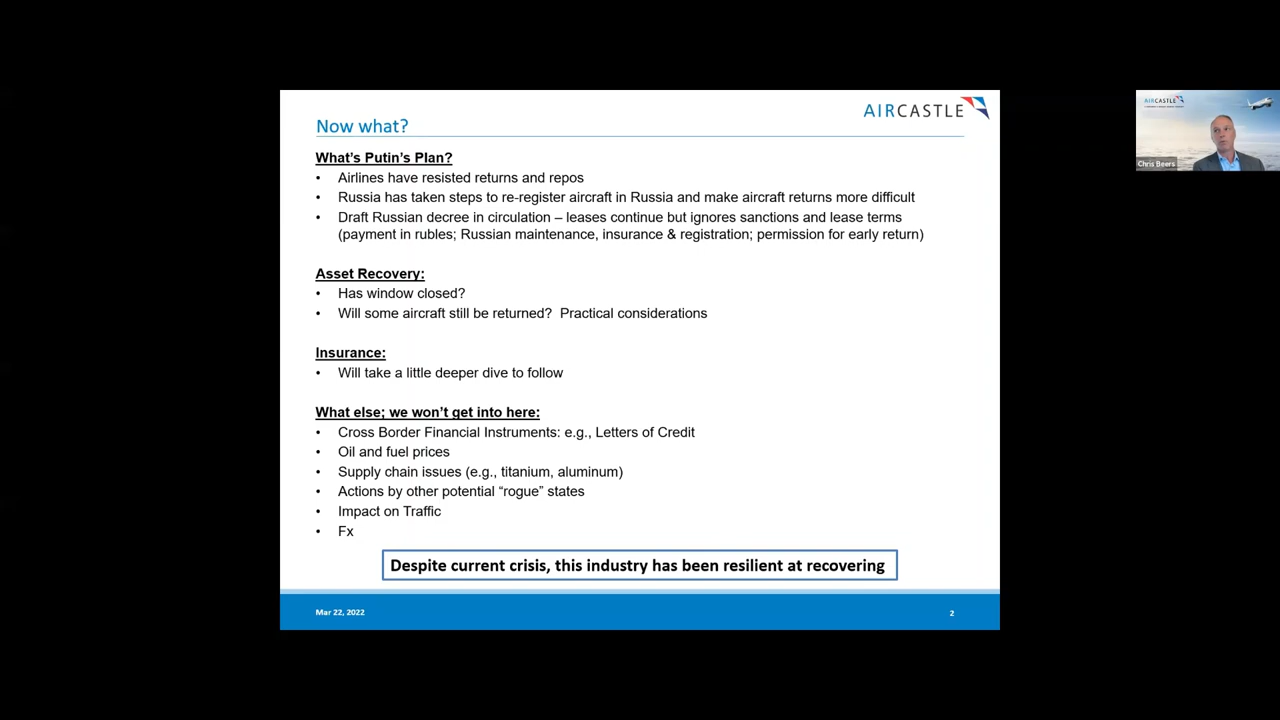 AIRCASTLE
Now what?
What's Putin's Plan?
• Airlines have resisted returns and repos
• Russia has taken steps to re-register aircraft in Russia and make aircraft returns more difficult
• Draft Russian decree in circulation – leases continue but ignores sanctions and lease terms
(payment in rubles; Russian maintenance, insurance & registration; permission for early return)
Asset Recovery:
• Has window closed?
• Will some aircraft still be returned?  Practical considerations
Insurance:
• Will take a little deeper dive to follow
What else; we won't get into here:
• Cross Border Financial Instruments: e.g., Letters of Credit
• Oil and fuel prices
• Supply chain issues (e.g., titanium, aluminum)
• Actions by other potential “rogue” states
• Impact on Traffic
• Fx
Despite current crisis, this industry has been resilient at recovering
Mar 22, 2022
2
AIRCASTLE
Chris Beers